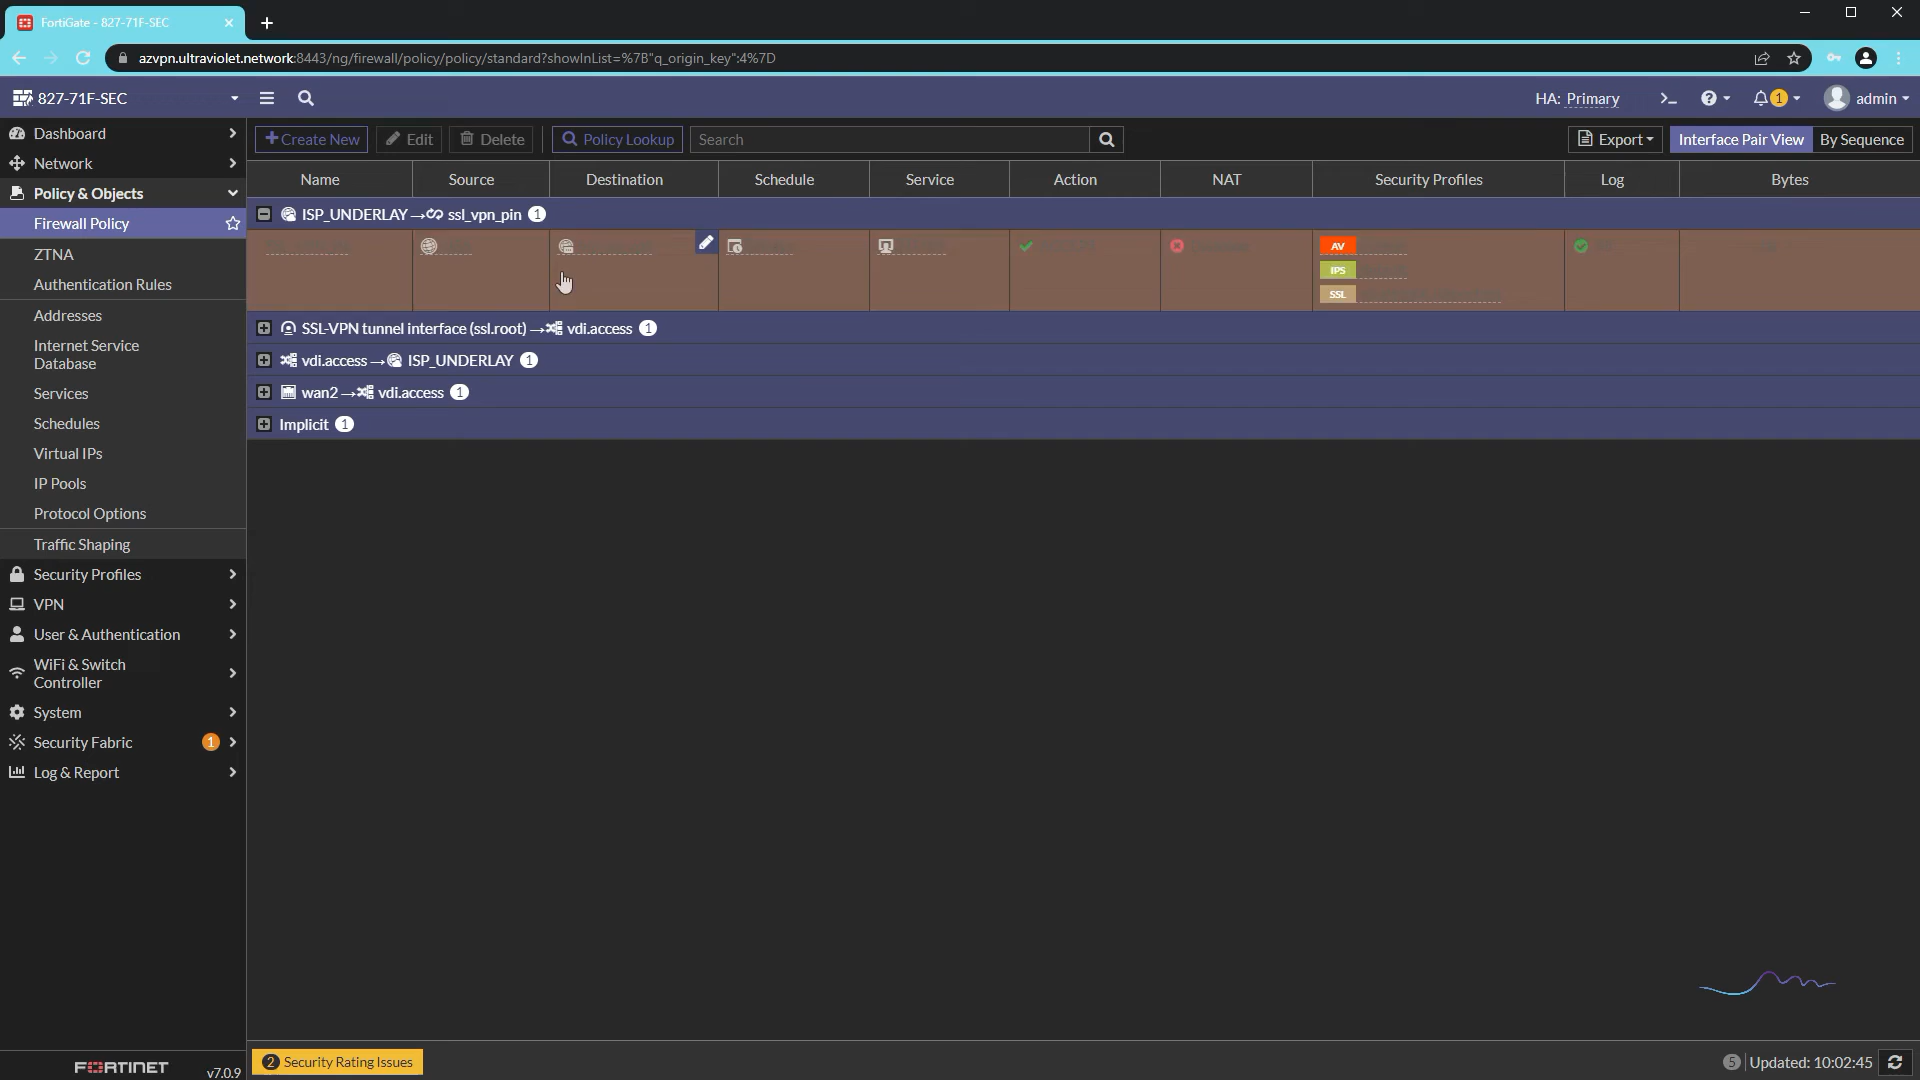 FortiGate - 827-71F-SEC
azvpn.ultraviolet.network:8443/ng/firewall/policy/policy/standard?showInList=%7B"q_origin_key":4%7D
827-71F-SEC
HA: Primary
1
admin
Dashboard
Network
Policy & Objects
Firewall Policy
ZTNA
Authentication Rules
Addresses
Internet Service
Database
Services
Schedules
Virtual IPs
IP Pools
Protocol Options
Traffic Shaping
Security Profiles
VPN
User & Authentication
WiFi & Switch
Controller
System
Security Fabric 1
Log & Report
FORTINET v7.0.9
Create New Edit Delete Policy Lookup Search Export Interface Pair View By Sequence
Name Source Destination Schedule Service Action NAT Security Profiles Log Bytes
ISP_UNDERLAY → ssl_vpn_pin 1
AV
IPS
SSL
SSL-VPN tunnel interface (ssl.root) → vdi.access 1
vdi.access → ISP_UNDERLAY 1
wan2 → vdi.access 1
Implicit 1
2 Security Rating Issues
5 Updated: 10:02:45